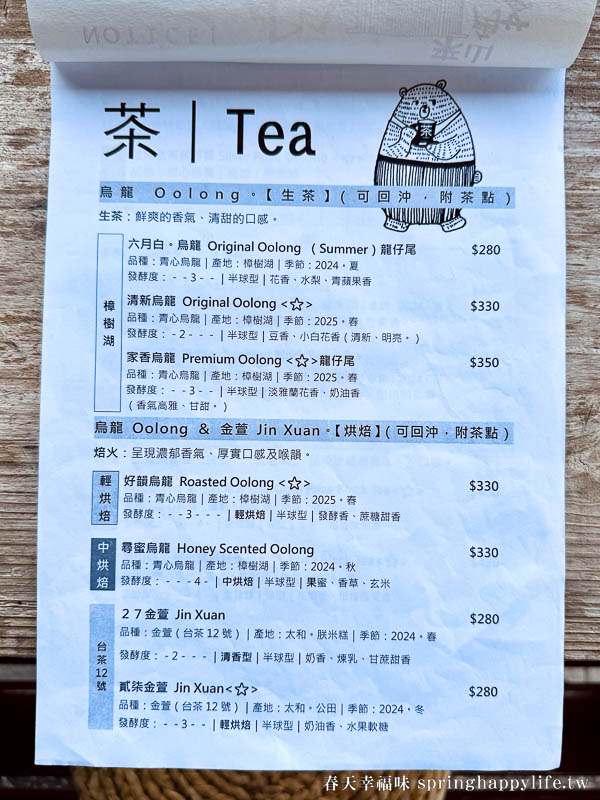 NOTICE!
茶 | Tea
茶
烏龍 Oolong。【生茶】(可回沖，附茶點)
生茶：鮮爽的香氣、清甜的口感。
樟樹湖
六月白。烏龍 Original Oolong （Summer）龍仔尾 $280
品種：青心烏龍 | 產地：樟樹湖 | 季節：2024。夏
發酵度：- - 3 - - | 半球型 | 花香、水梨、青蘋果香
清新烏龍 Original Oolong <☆> $330
品種：青心烏龍 | 產地：樟樹湖 | 季節：2025。春
發酵度：- 2 - - - | 半球型 | 豆香、小白花香（清新、明亮。）
家香烏龍 Premium Oolong <☆>龍仔尾 $350
品種：青心烏龍 | 產地：樟樹湖 | 季節：2025。春
發酵度：- - 3 - - | 半球型 | 淡雅蘭花香、奶油香
（香氣高雅、甘甜。）
烏龍 Oolong & 金萱 Jin Xuan。【烘焙】(可回沖，附茶點)
焙火：呈現濃郁香氣、厚實口感及喉韻。
輕烘焙
好韻烏龍 Roasted Oolong <☆> $330
品種：青心烏龍 | 產地：樟樹湖 | 季節：2025。春
發酵度：- - 3 - - - | 輕烘焙 | 半球型 | 發酵香、蔗糖甜香
中烘焙
尋蜜烏龍 Honey Scented Oolong $330
品種：青心烏龍 | 產地：樟樹湖 | 季節：2024。秋
發酵度：- - - 4 - | 中烘焙 | 半球型 | 果蜜、香草、玄米
台茶12號
２７金萱 Jin Xuan $280
品種：金萱（台茶 12 號） | 產地：太和。朕米糕 | 季節：2024。春
發酵度：- 2 - - - | 清香型 | 半球型 | 奶香、煉乳、甘蔗甜香
貳柒金萱 Jin Xuan<☆> $280
品種：金萱（台茶 12 號） | 產地：太和。公田 | 季節：2024。冬
發酵度：- - 3 - - | 輕烘焙 | 半球型 | 奶油香、水果軟糖
春天幸福味 springhappylife.tw